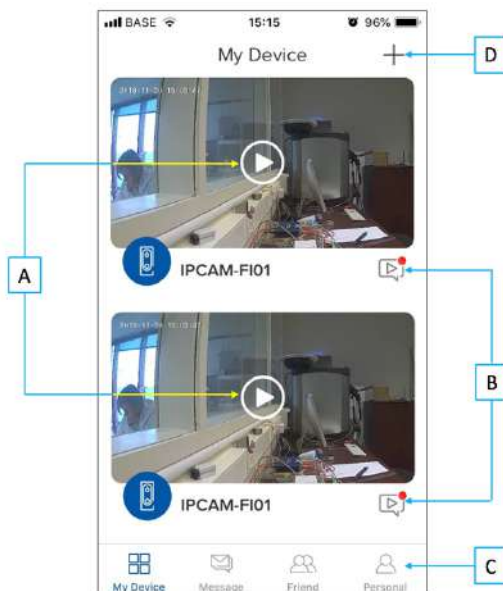 BASE 15:15 96%
My Device
D
A
IPCAM-FI01
B
IPCAM-FI01
My Device Message Friend Personal
C